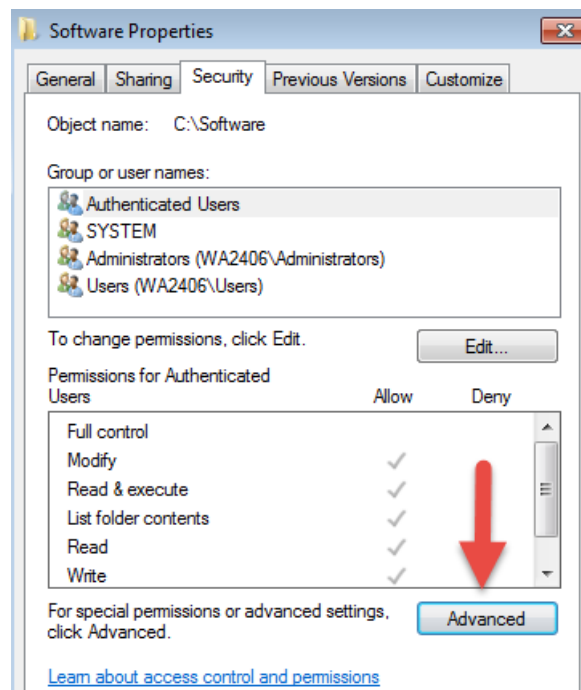 Software Properties
General Sharing Security Previous Versions Customize
Object name: C:\Software
Group or user names:
Authenticated Users
SYSTEM
Administrators (WA2406\Administrators)
Users (WA2406\Users)
To change permissions, click Edit.
Edit...
Permissions for Authenticated
Users Allow Deny
Full control
Modify
Read & execute
List folder contents
Read
Write
For special permissions or advanced settings,
click Advanced.
Advanced
Learn about access control and permissions